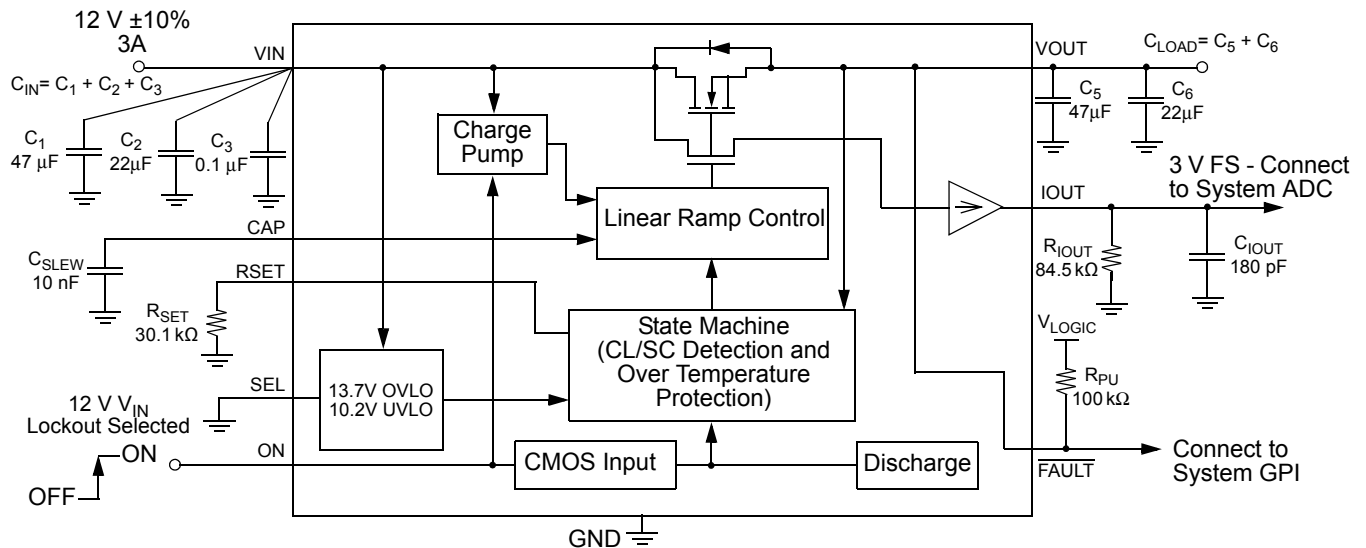 12 V ±10%
3A
VIN
C_IN= C_1 + C_2 + C_3
C_1
47 μF
C_2
22μF
C_3
0.1 μF
Charge
Pump
VOUT
C_LOAD= C_5 + C_6
C_5
47μF
C_6
22μF
3 V FS - Connect
to System ADC
IOUT
R_IOUT
84.5 kΩ
C_IOUT
180 pF
Linear Ramp Control
CAP
C_SLEW
10 nF
RSET
R_SET
30.1 kΩ
State Machine
(CL/SC Detection and
Over Temperature
Protection)
V_LOGIC
R_PU
100 kΩ
SEL
13.7V OVLO
10.2V UVLO
12 V V_IN
Lockout Selected
ON
OFF
ON
CMOS Input
Discharge
FAULT
Connect to
System GPI
GND